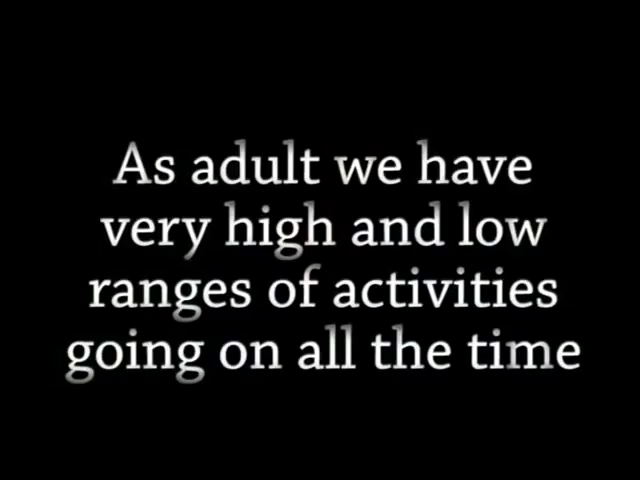 As adult we have
very high and low
ranges of activities
going on all the time